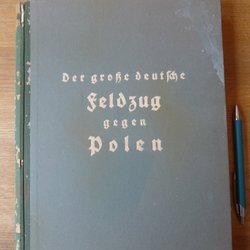 Der große deutsche
Feldzug
gegen
Polen